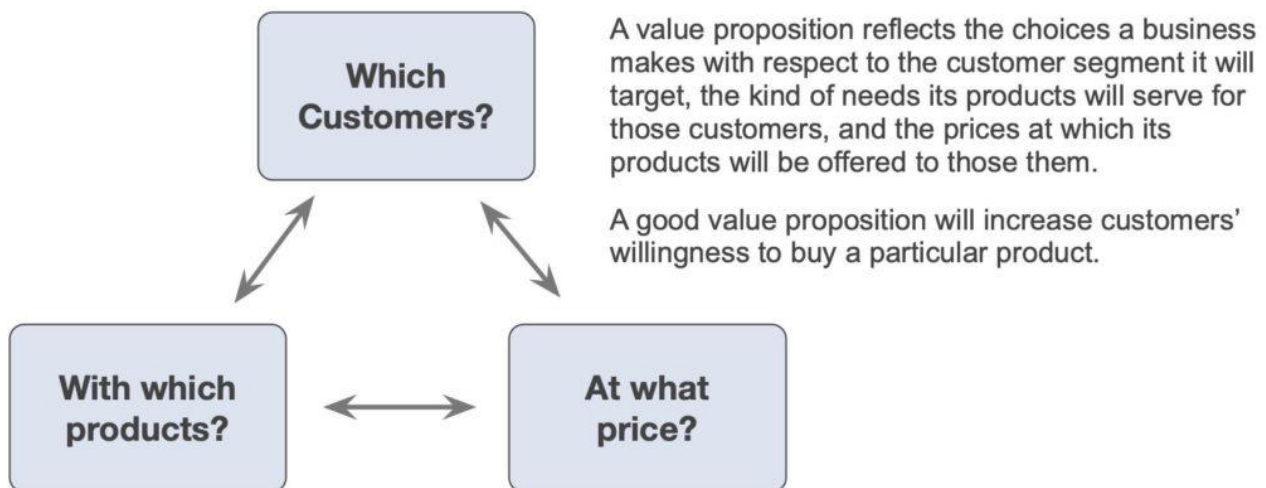 Which
Customers?
A value proposition reflects the choices a business
makes with respect to the customer segment it will
target, the kind of needs its products will serve for
those customers, and the prices at which its
products will be offered to those them.
A good value proposition will increase customers’
willingness to buy a particular product.
With which
products?
At what
price?